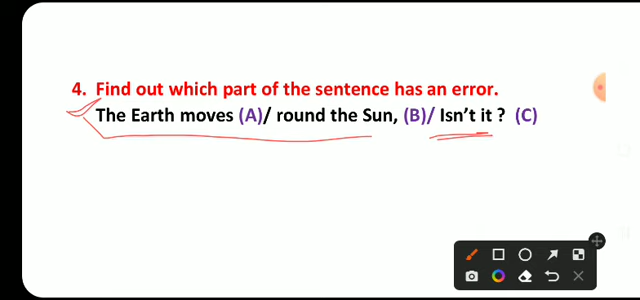 4. Find out which part of the sentence has an error.
The Earth moves (A)/ round the Sun, (B)/ Isn’t it ? (C)